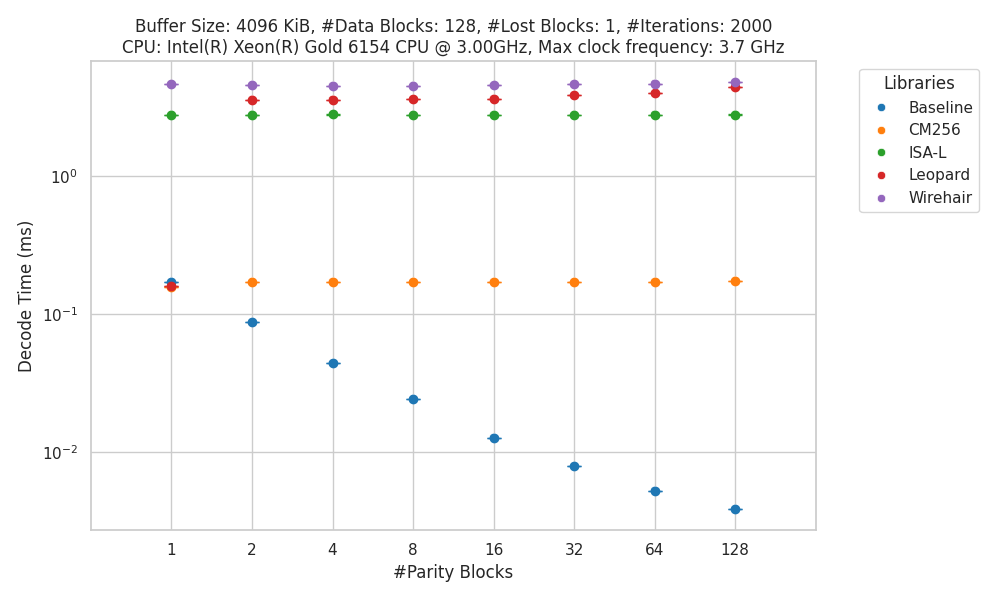 Buffer Size: 4096 KiB, #Data Blocks: 128, #Lost Blocks: 1, #Iterations: 2000
CPU: Intel(R) Xeon(R) Gold 6154 CPU @ 3.00GHz, Max clock frequency: 3.7 GHz
Libraries
Baseline
CM256
ISA-L
Leopard
Wirehair
Decode Time (ms)
10⁰
10⁻¹
10⁻²
1 2 4 8 16 32 64 128
#Parity Blocks